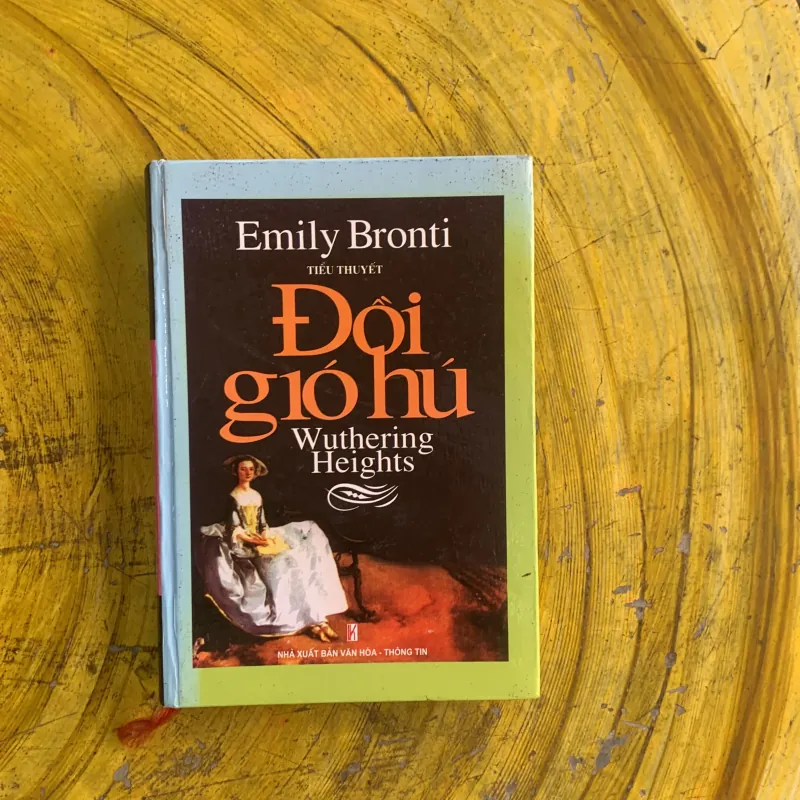 Emily Bronti
TIỂU THUYẾT
Đồi
gió hú
Wuthering
Heights
NHÀ XUẤT BẢN VĂN HÓA - THÔNG TIN